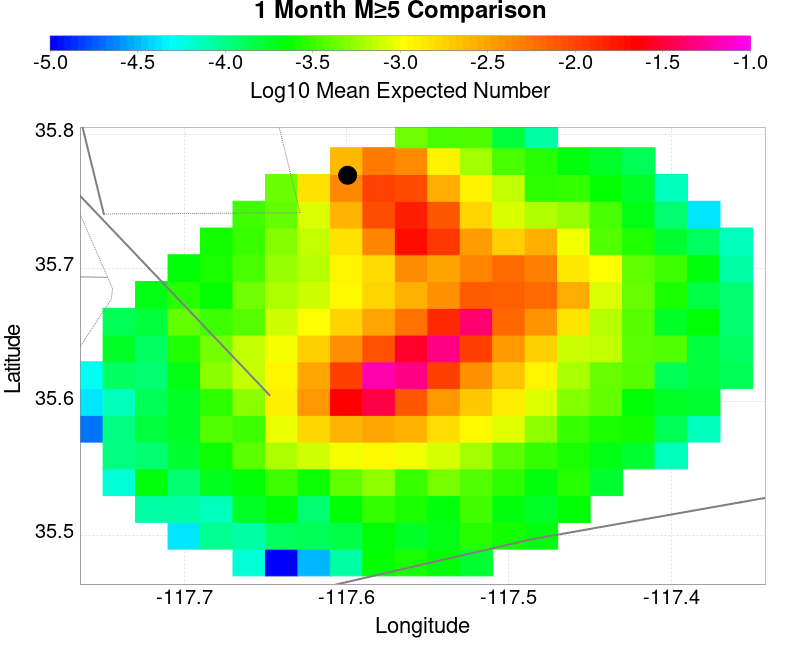 1 Month M≥5 Comparison
-5.0 -4.5 -4.0 -3.5 -3.0 -2.5 -2.0 -1.5 -1.0
Log10 Mean Expected Number
35.8
35.7
35.6
35.5
Latitude
-117.7 -117.6 -117.5 -117.4
Longitude